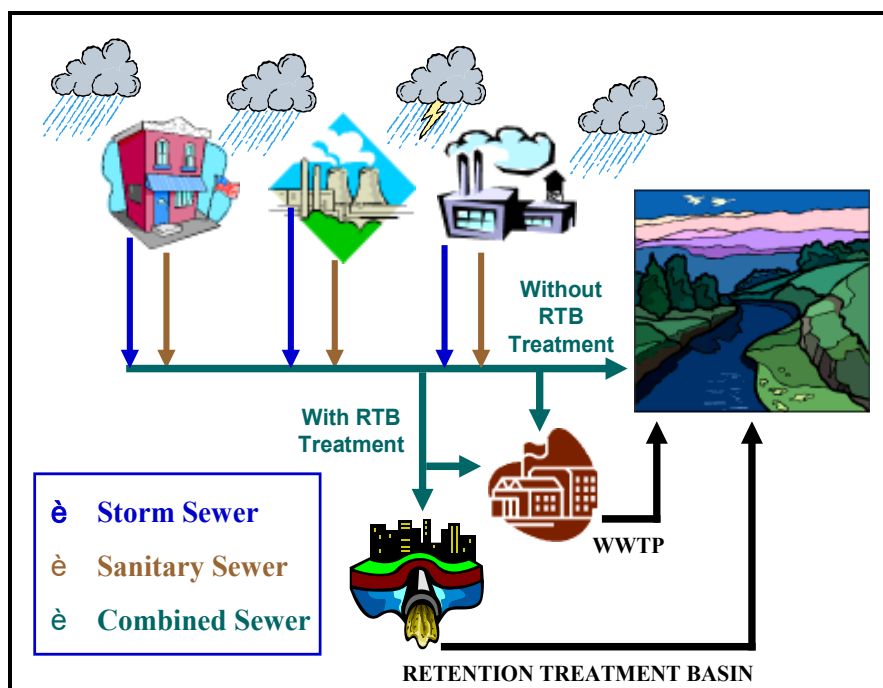 Without
RTB
Treatment
With RTB
Treatment
è Storm Sewer
è Sanitary Sewer
è Combined Sewer
WWTP
RETENTION TREATMENT BASIN